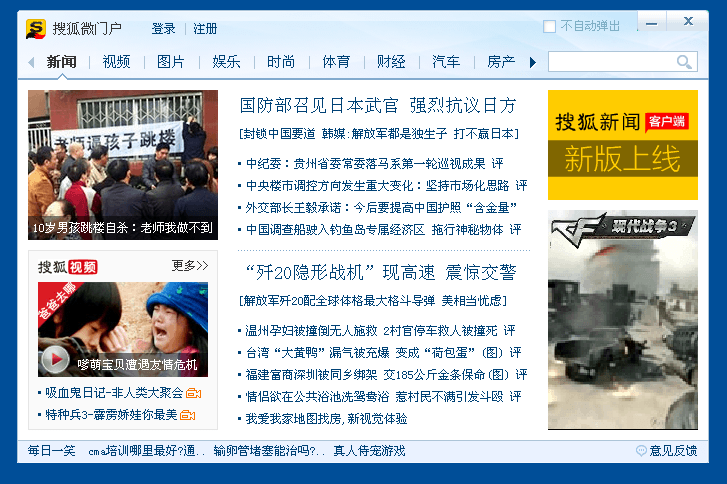 搜狐微门户 登录 注册 不自动弹出
新闻 视频 图片 娱乐 时尚 体育 财经 汽车 房产
老师逼孩子跳楼
10岁男孩跳楼自杀：老师我做不到
搜狐视频 更多>>
爸爸去哪
嗲萌宝贝遭遇友情危机
吸血鬼日记-非人类大聚会
特种兵3-霹雳娇娃你最美
国防部召见日本武官 强烈抗议日方
[封锁中国要道 韩媒:解放军都是独生子 打不赢日本]
中纪委：贵州省委常委落马系第一轮巡视成果 评
中央楼市调控方向发生重大变化：坚持市场化思路 评
外交部长王毅承诺：今后要提高中国护照“含金量”
中国调查船驶入钓鱼岛专属经济区 拖行神秘物体 评
“歼20隐形战机”现高速 震惊交警
[解放军歼20配全球体格最大格斗导弹 美相当忧虑]
温州孕妇被撞倒无人施救 2村官停车救人被撞死 评
台湾“大黄鸭”漏气被充爆 变成“荷包蛋”(图) 评
福建富商深圳被同乡绑架 交185公斤金条保命(图) 评
情侣欲在公共浴池洗鸳鸯浴 惹村民不满引发斗殴 评
我爱我家地图找房,新视觉体验
搜狐新闻 客户端
新版上线
CF 现代战争3
每日一笑 cma培训哪里最好?通.. 输卵管堵塞能治吗?.. 真人侍宠游戏 意见反馈